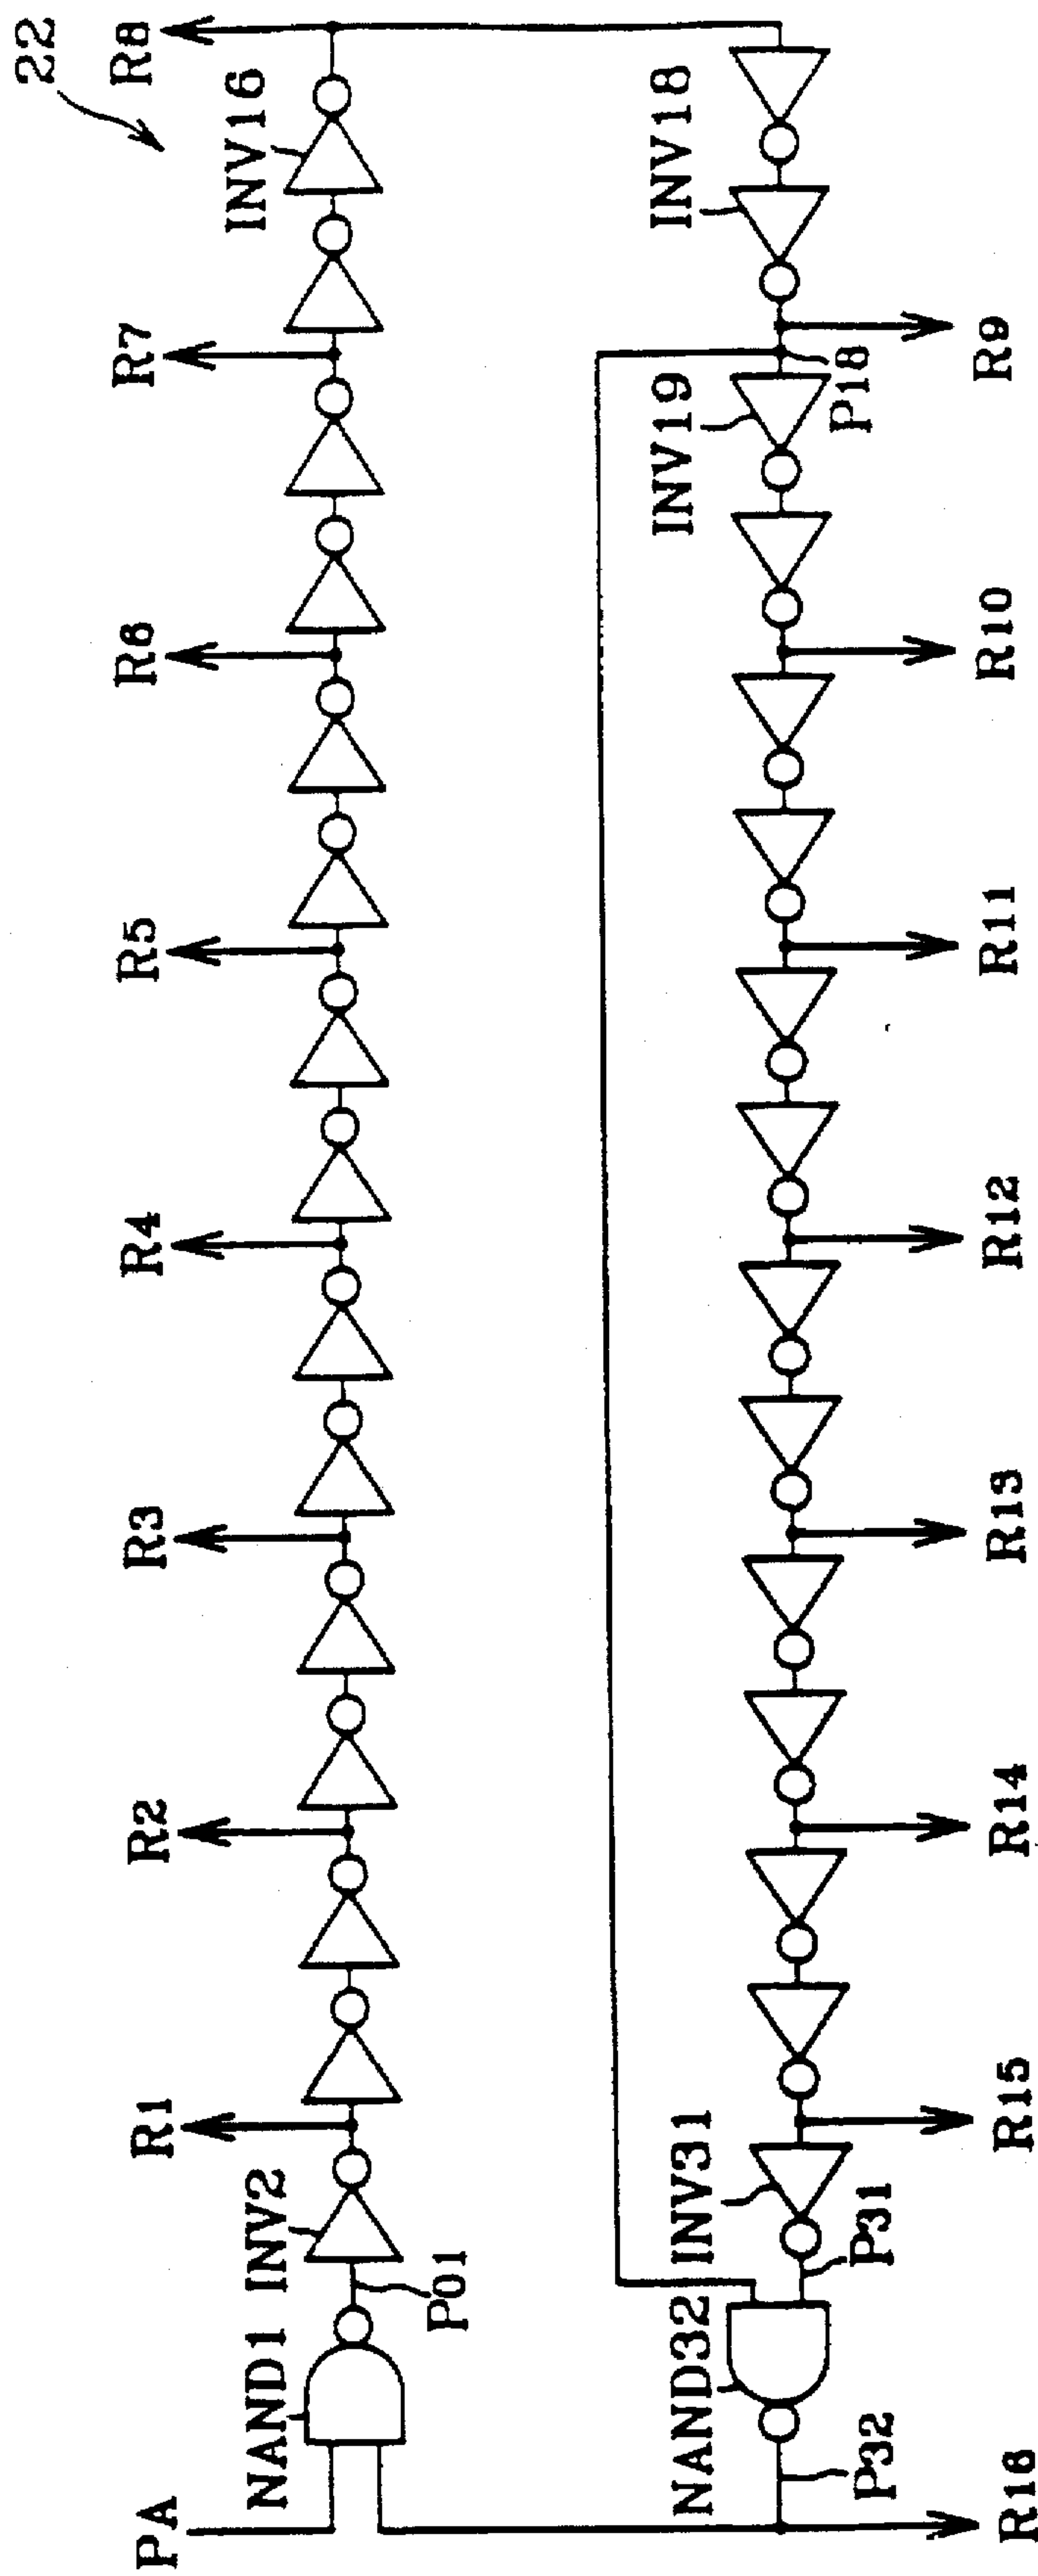 22
R1
R2
R3
R4
R5
R6
R7
R8
PA
NAND1
INV2
INV16
P01
INV18
INV19
P18
INV31
P31
NAND32
P32
R16
R15
R14
R13
R12
R11
R10
R9